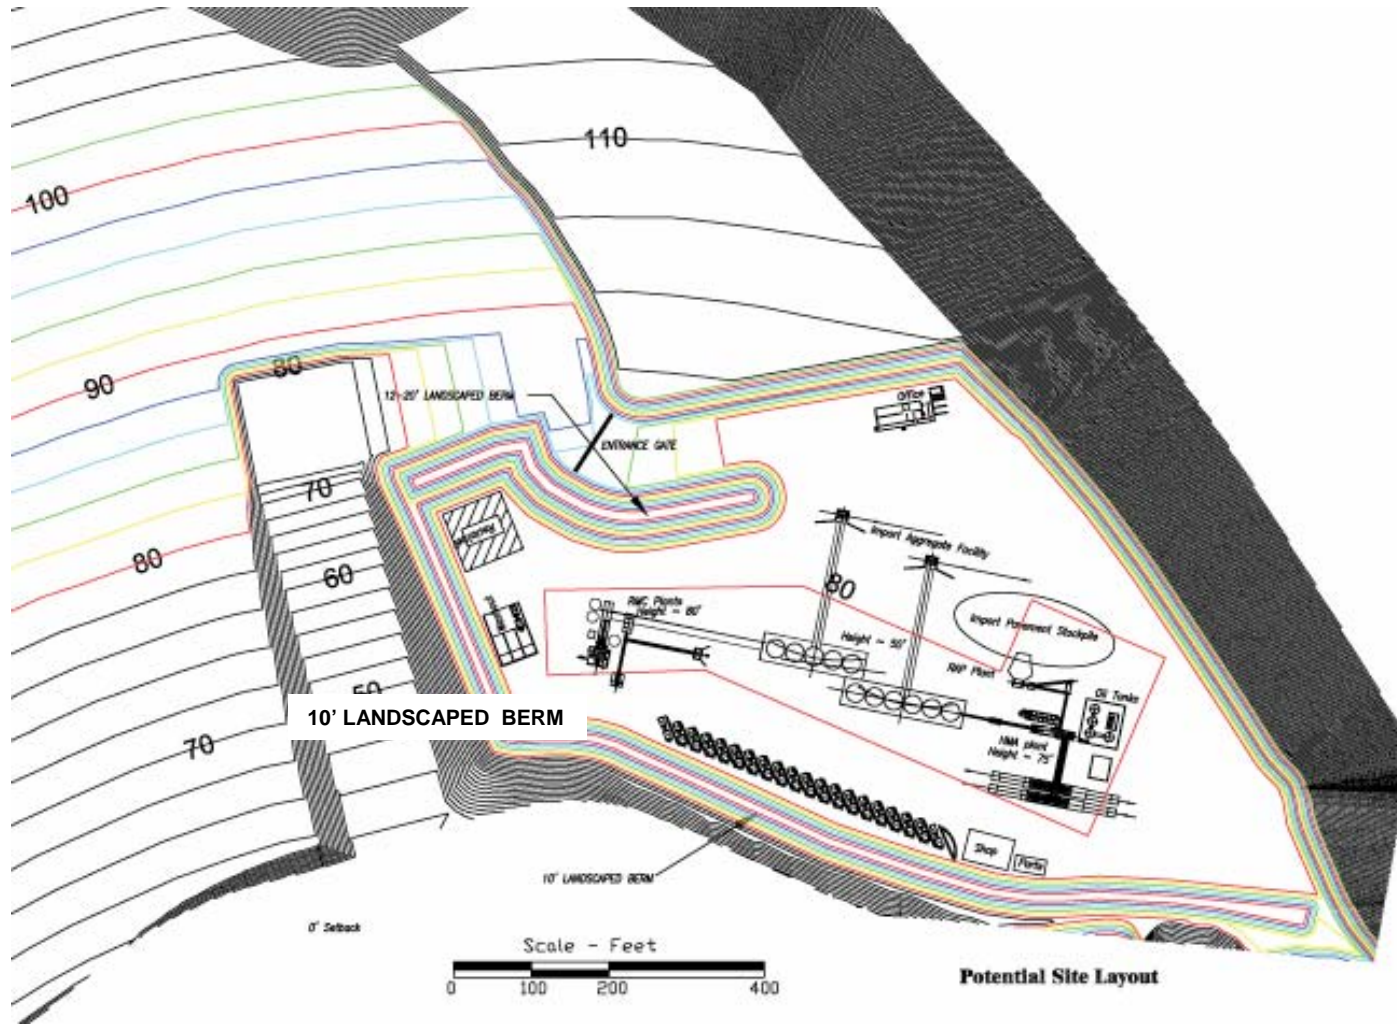 110
100
90
80
12'-20' LANDSCAPED BERM
Office
ENTRANCE GATE
70
80
60
50
70
Import Aggregate Facility
80
RMC Plants
Height ~ 80'
Import Pavement Stockpile
Height ~ 50'
RAP Plant
Oil Tanks
HMA plant
Height ~ 75'
10' LANDSCAPED BERM
Shop
Parts
10' LANDSCAPED BERM
0' Setback
Scale - Feet
0 100 200 400
Potential Site Layout